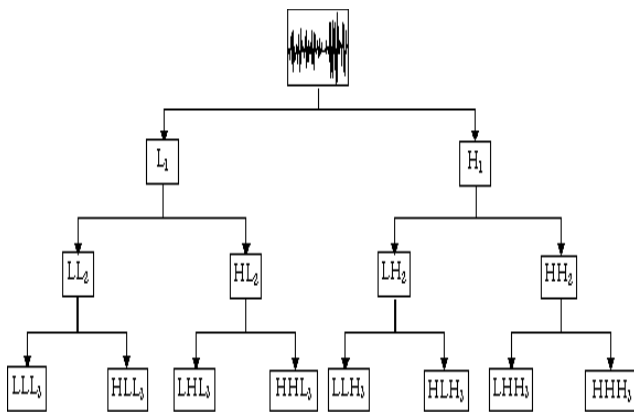 L₁ H₁
LL₂ HL₂ LH₂ HH₂
LLL₃ HLL₃ LHL₃ HHL₃ LLH₃ HLH₃ LHH₃ HHH₃